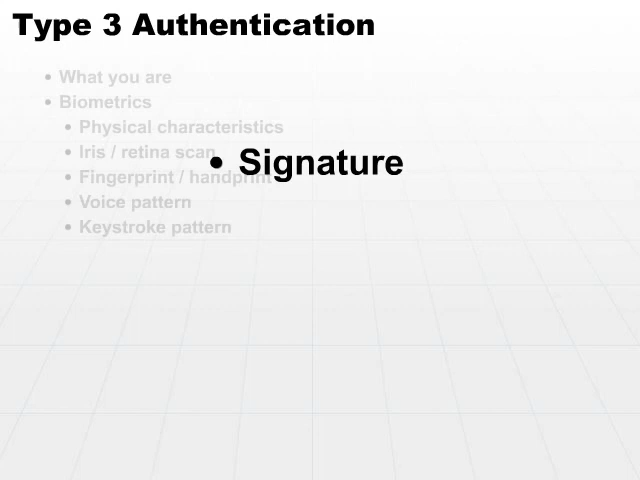 Type 3 Authentication
• What you are
• Biometrics
• Physical characteristics
• Iris / retina scan
• Signature
• Fingerprint / handprint
• Voice pattern
• Keystroke pattern